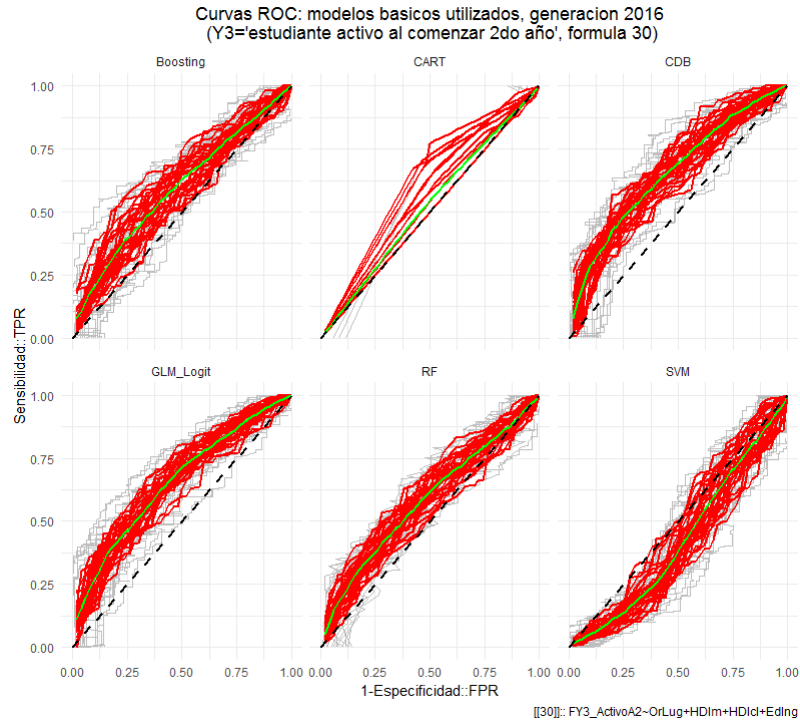 Curvas ROC: modelos basicos utilizados, generacion 2016
(Y3='estudiante activo al comenzar 2do año', formula 30)
Boosting
CART
CDB
1.00
0.75
0.50
0.25
0.00
GLM_Logit
RF
SVM
1.00
0.75
0.50
0.25
0.00
Sensibilidad::TPR
0.00 0.25 0.50 0.75 1.00
0.00 0.25 0.50 0.75 1.00
0.00 0.25 0.50 0.75 1.00
1-Especificidad::FPR
[[30]]:: FY3_ActivoA2~OrLug+HDIm+HDIcl+EdIng